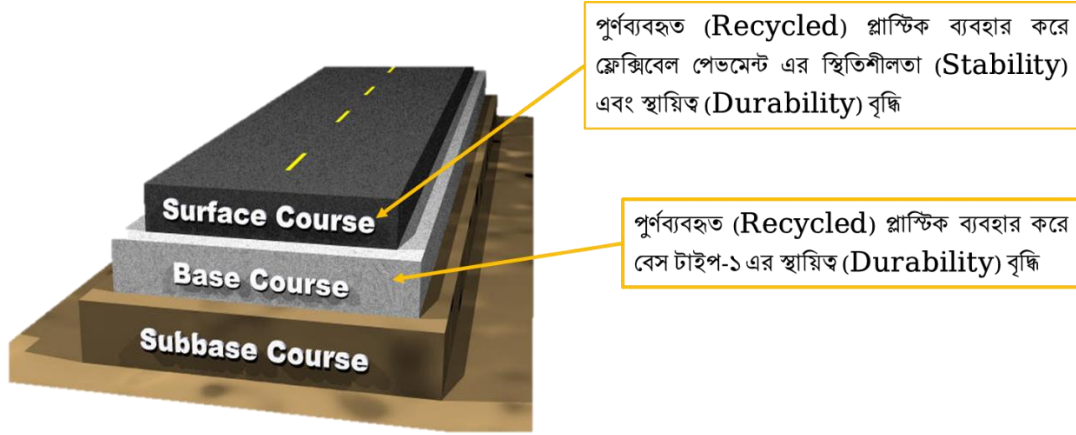 পুর্ণব্যবহৃত (Recycled) প্লাস্টিক ব্যবহার করে
ফ্লেক্সিবেল পেভমেন্ট এর স্থিতিশীলতা (Stability)
এবং স্থায়িত্ব (Durability) বৃদ্ধি
Surface Course
পুর্ণব্যবহৃত (Recycled) প্লাস্টিক ব্যবহার করে
বেস টাইপ-১ এর স্থায়িত্ব (Durability) বৃদ্ধি
Base Course
Subbase Course